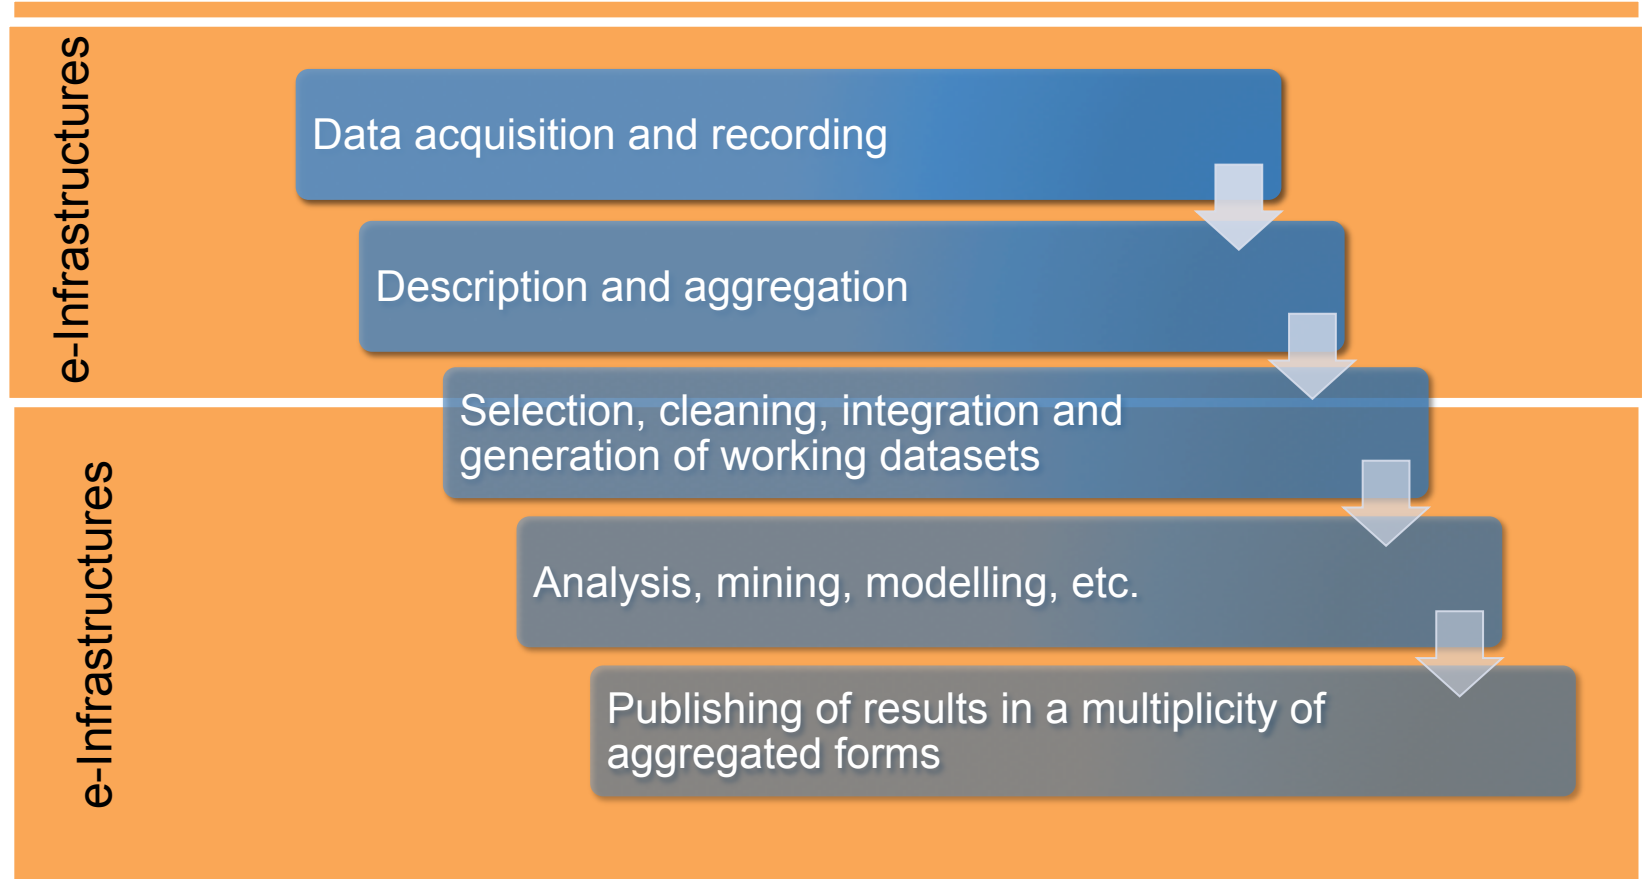 e-Infrastructures
Data acquisition and recording
Description and aggregation
Selection, cleaning, integration and
generation of working datasets
e-Infrastructures
Analysis, mining, modelling, etc.
Publishing of results in a multiplicity of
aggregated forms